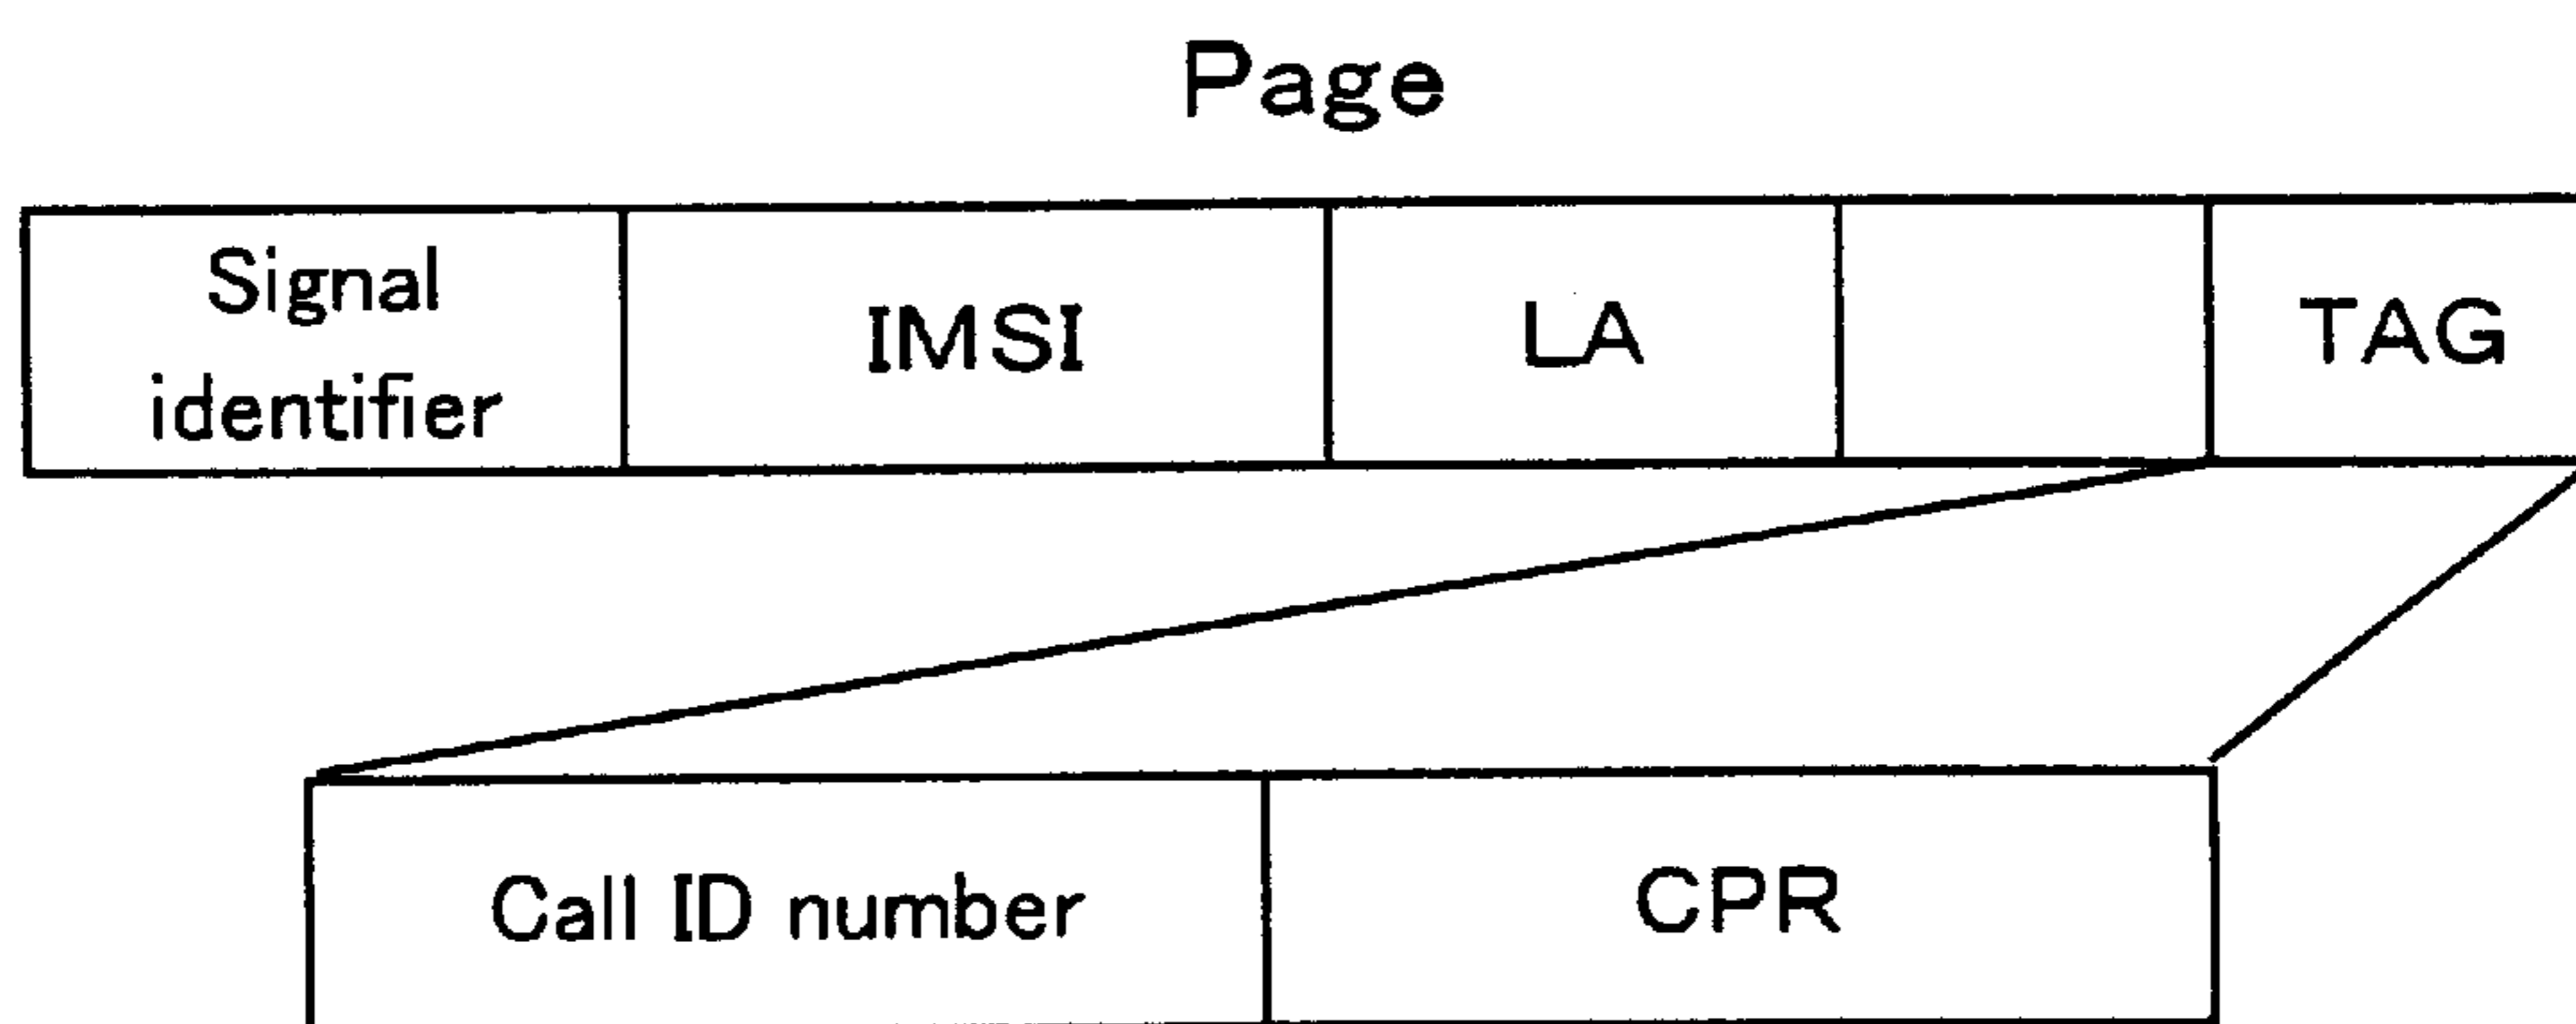 Page
Signal
identifier
IMSI
LA
TAG
Call ID number
CPR